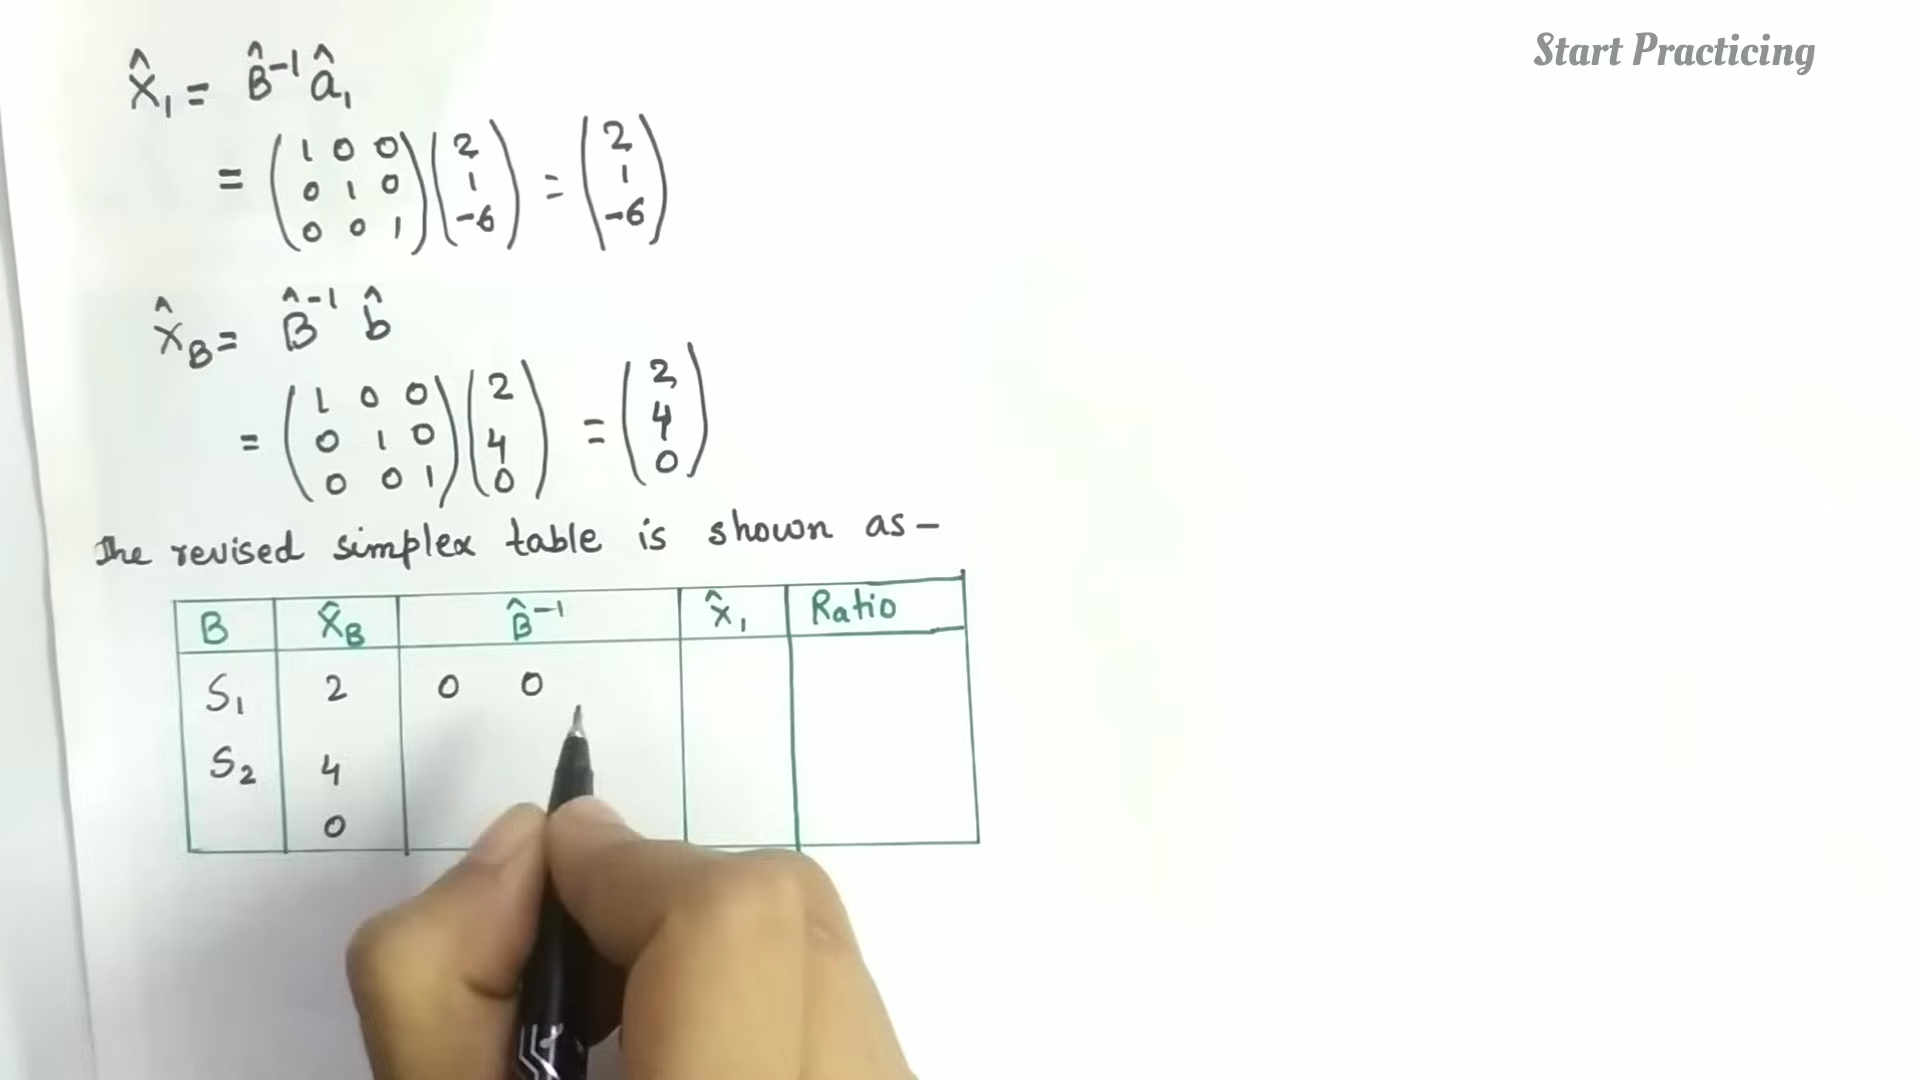 Start Practicing
X̂₁ = B̂⁻¹ â₁
= (1 0 0) (2) = (2)
(0 1 0) (1) (1)
(0 0 1) (-6) (-6)
X̂_B = B̂⁻¹ b̂
= (1 0 0) (2) = (2)
(0 1 0) (4) (4)
(0 0 1) (0) (0)
The revised simplex table is shown as –
B X̂_B B̂⁻¹ X̂₁ Ratio
S₁ 2 0 0
S₂ 4
0